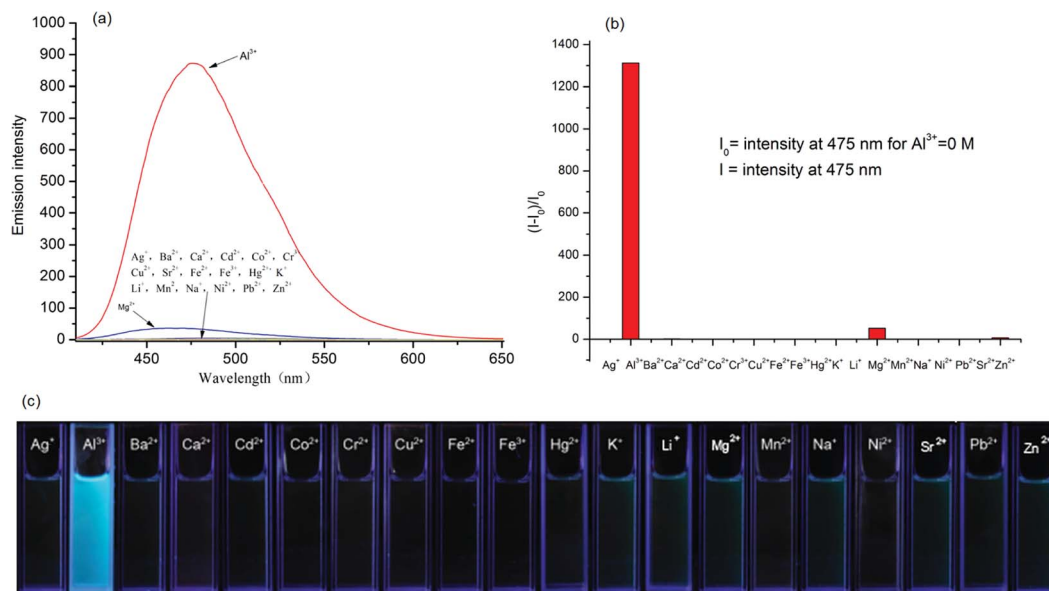 (a)
1000
900
800
700
600
500
400
300
200
100
0
Emission intensity
Al³⁺
Ag⁺, Ba²⁺, Ca²⁺, Cd²⁺, Co²⁺, Cr³⁺
Cu²⁺, Sr²⁺, Fe²⁺, Fe³⁺, Hg²⁺, K⁺
Li⁺, Mn², Na⁺, Ni²⁺, Pb²⁺, Zn²⁺
Mg²⁺
450 500 550 600 650
Wavelength (nm)
(b)
1400
1200
1000
800
600
400
200
0
(I-I₀)/I₀
I₀= intensity at 475 nm for Al³⁺=0 M
I = intensity at 475 nm
Ag⁺ Al³⁺ Ba²⁺ Ca²⁺ Cd²⁺ Co²⁺ Cr³⁺ Cu²⁺ Fe²⁺ Fe³⁺ Hg²⁺ K⁺ Li⁺ Mg²⁺ Mn²⁺ Na⁺ Ni²⁺ Pb²⁺ Sr²⁺ Zn²⁺
(c)
Ag⁺ Al³⁺ Ba²⁺ Ca²⁺ Cd²⁺ Co²⁺ Cr²⁺ Cu²⁺ Fe²⁺ Fe³⁺ Hg²⁺ K⁺ Li⁺ Mg²⁺ Mn²⁺ Na⁺ Ni²⁺ Sr²⁺ Pb²⁺ Zn²⁺